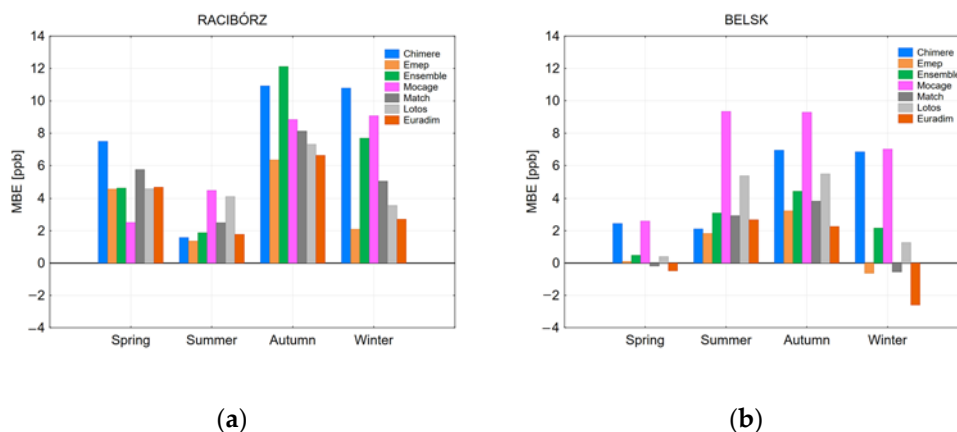 RACIBÓRZ
MBE [ppb]
14
12
10
8
6
4
2
0
−2
−4
Chimere
Emep
Ensemble
Mocage
Match
Lotos
Euradim
Spring Summer Autumn Winter
(a)
BELSK
MBE [ppb]
14
12
10
8
6
4
2
0
−2
−4
Chimere
Emep
Ensemble
Mocage
Match
Lotos
Euradim
Spring Summer Autumn Winter
(b)